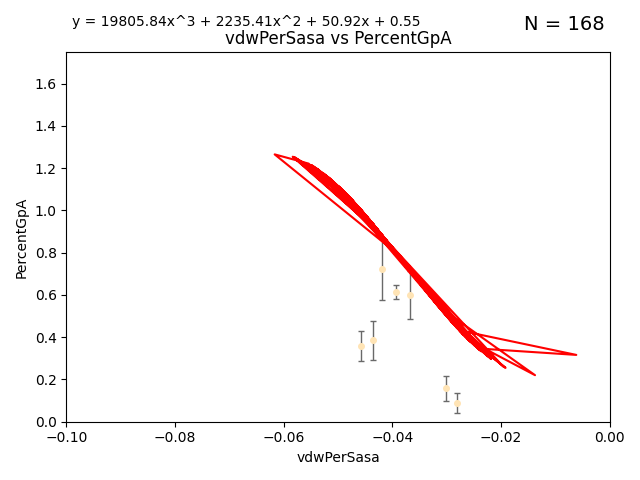 y = 19805.84x^3 + 2235.41x^2 + 50.92x + 0.55
N = 168
vdwPerSasa vs PercentGpA
PercentGpA
1.6
1.4
1.2
1.0
0.8
0.6
0.4
0.2
0.0
−0.10 −0.08 −0.06 −0.04 −0.02 0.00
vdwPerSasa